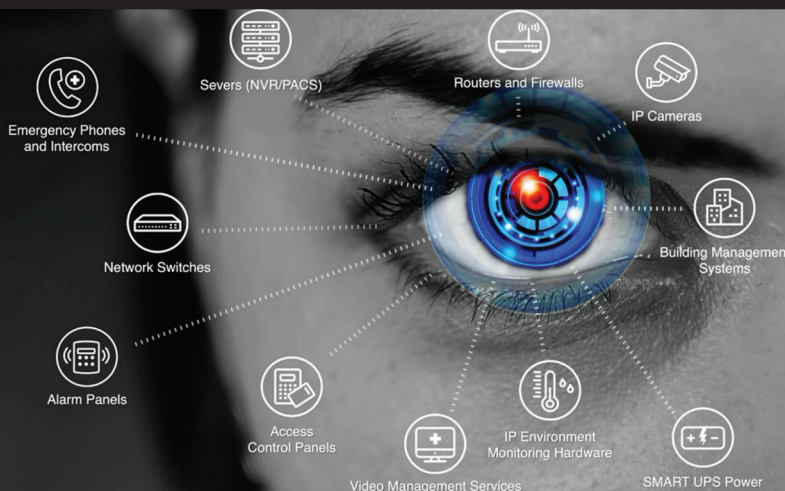 Severs (NVR/PACS)
Routers and Firewalls
IP Cameras
Emergency Phones
and Intercoms
Network Switches
Building Managemen
Systems
Alarm Panels
Access
Control Panels
IP Environment
Monitoring Hardware
Video Management Services
SMART UPS Power